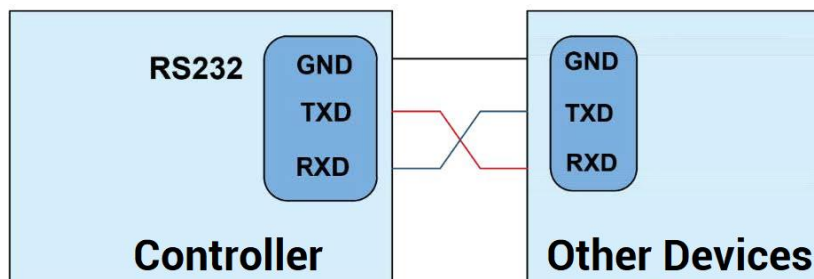 RS232
GND
TXD
RXD
Controller
GND
TXD
RXD
Other Devices